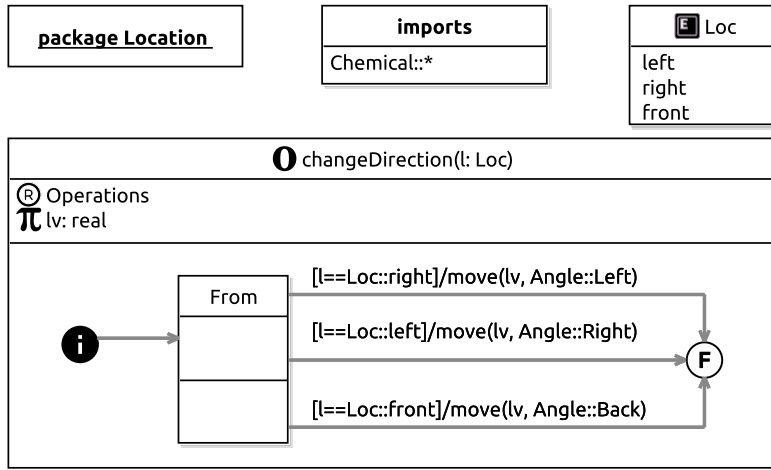 package Location
imports
Chemical::*
E Loc
left
right
front
O changeDirection(l: Loc)
R Operations
π lv: real
From
[l==Loc::right]/move(lv, Angle::Left)
[l==Loc::left]/move(lv, Angle::Right)
[l==Loc::front]/move(lv, Angle::Back)
i
F